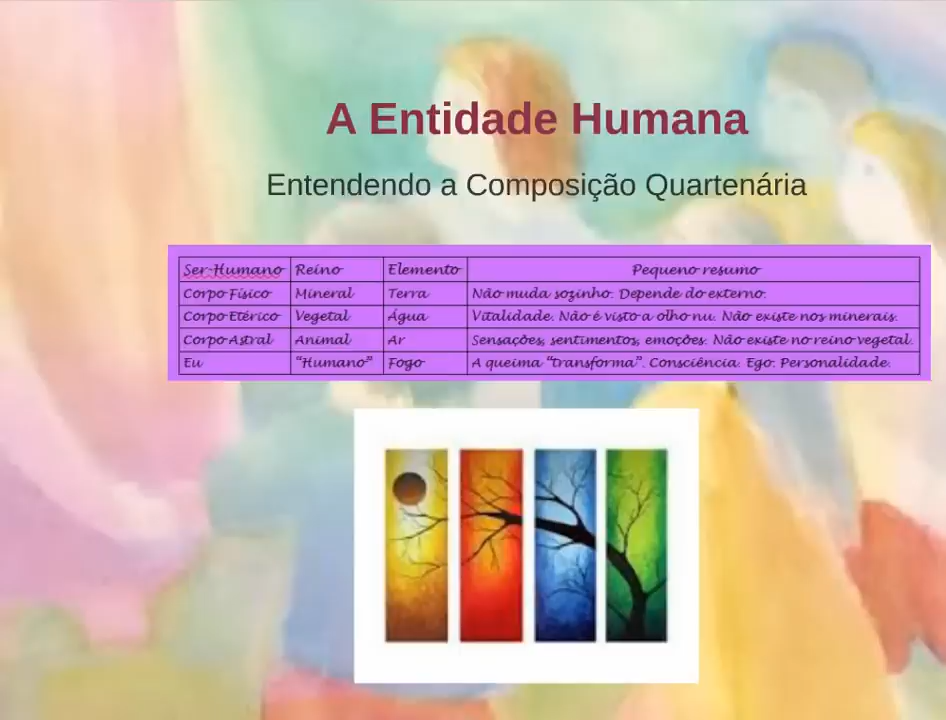 A Entidade Humana
Entendendo a Composição Quartenária
Ser-Humano Reino Elemento Pequeno resumo
Corpo Físico Mineral Terra Não muda sozinho. Depende do externo.
Corpo Etérico Vegetal Água Vitalidade. Não é visto a olho nu. Não existe nos minerais.
Corpo Astral Animal Ar Sensações, sentimentos, emoções. Não existe no reino vegetal.
Eu "Humano" Fogo A queima "transforma". Consciência. Ego. Personalidade.